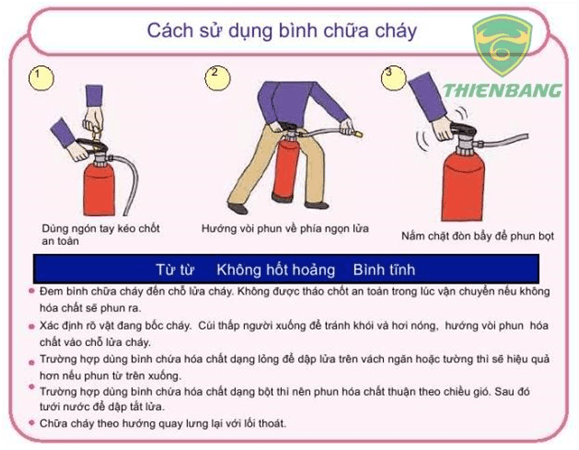 Cách sử dụng bình chữa cháy
THIENBANG
1
2
3
Dùng ngón tay kéo chốt
an toàn
Hướng vòi phun về phía ngọn lửa
Nắm chặt đòn bẩy để phun bọt
Từ từ Không hốt hoảng Bình tĩnh
Đem bình chữa cháy đến chỗ lửa cháy. Không được tháo chốt an toàn trong lúc vận chuyển nếu không
hóa chất sẽ phun ra.
Xác định rõ vật đang bốc cháy. Cúi thấp người xuống để tránh khói và hơi nóng, hướng vòi phun hóa
chất vào chỗ lửa cháy.
Trường hợp dùng bình chứa hóa chất dạng lỏng để dập lửa trên vách ngăn hoặc tường thì sẽ hiệu quả
hơn nếu phun từ trên xuống.
Trường hợp dùng bình chứa hóa chất dạng bột thì nên phun hóa chất thuận theo chiều gió. Sau đó
tưới nước để dập tắt lửa.
Chữa cháy theo hướng quay lưng lại với lối thoát.